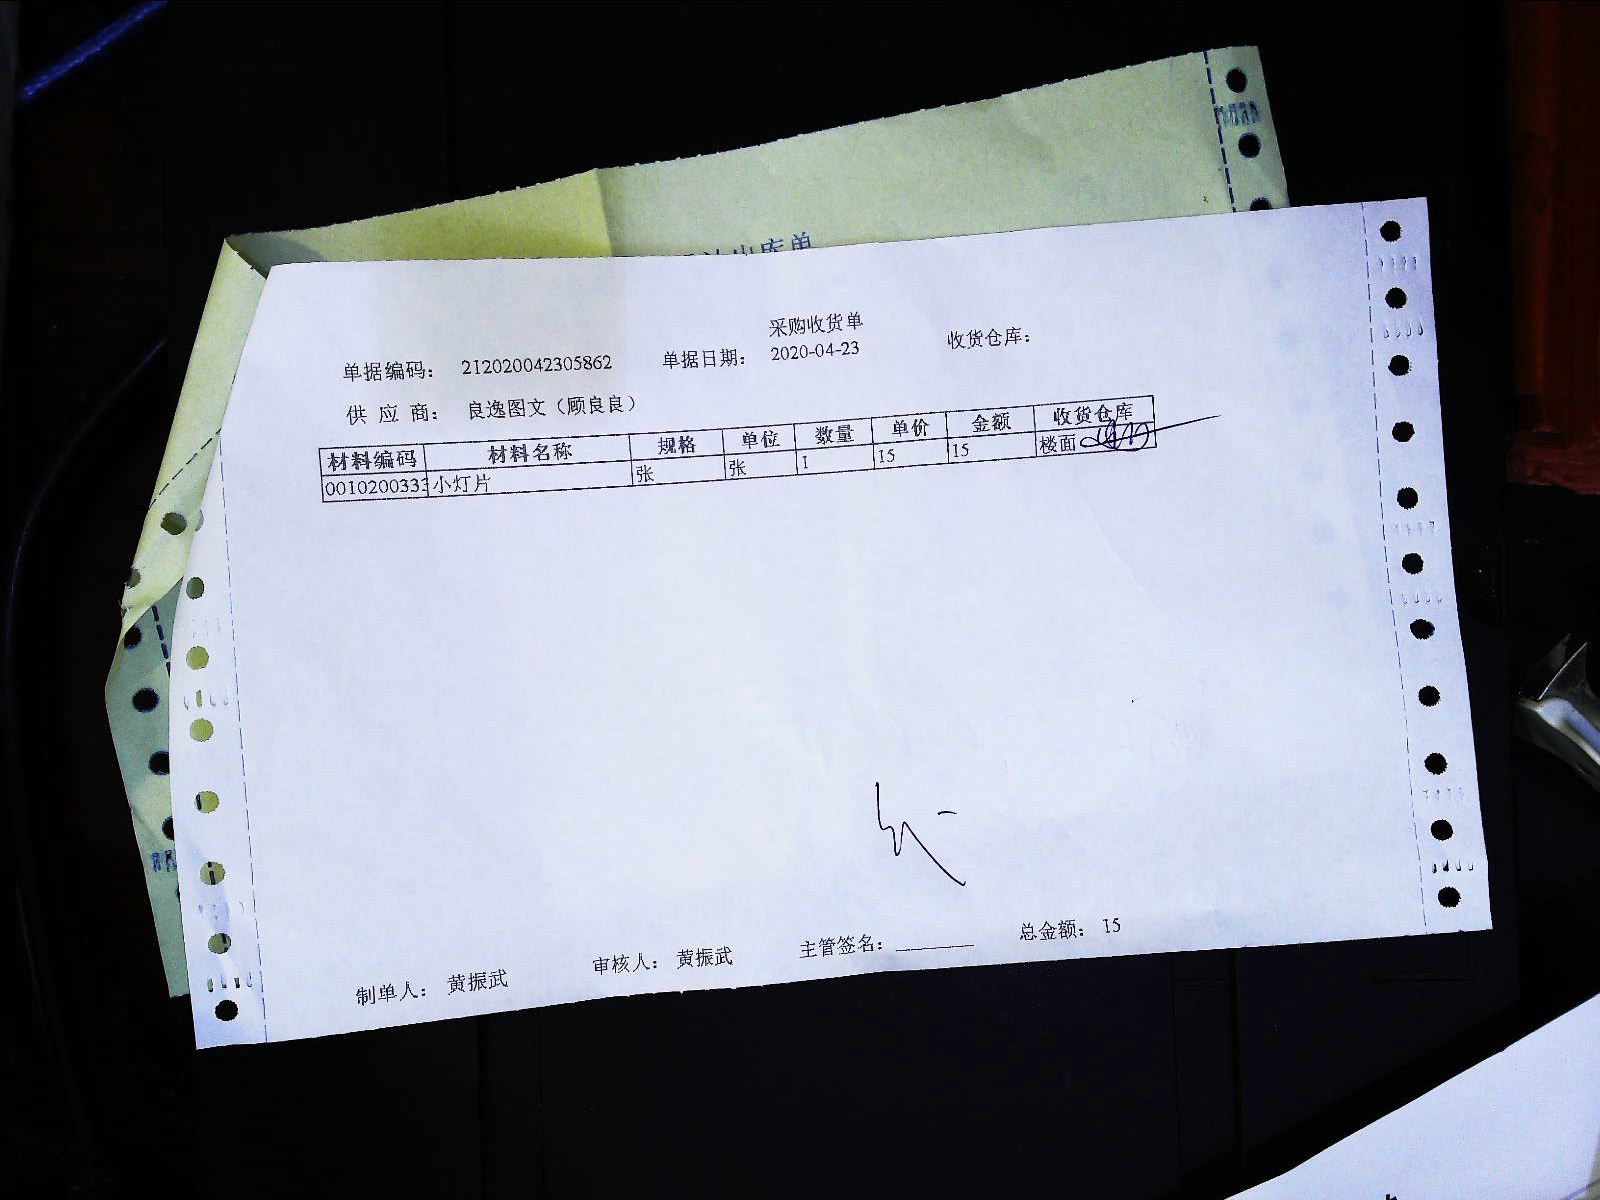 出库单
采购收货单
单据编码： 212020042305862 单据日期： 2020-04-23 收货仓库：
供 应 商： 良逸图文（顾良良）
材料编码 材料名称 规格 单位 数量 单价 金额 收货仓库
0010200333 小灯片 张 张 1 15 15 楼面
制单人： 黄振武 审核人： 黄振武 主管签名： 总金额： 15